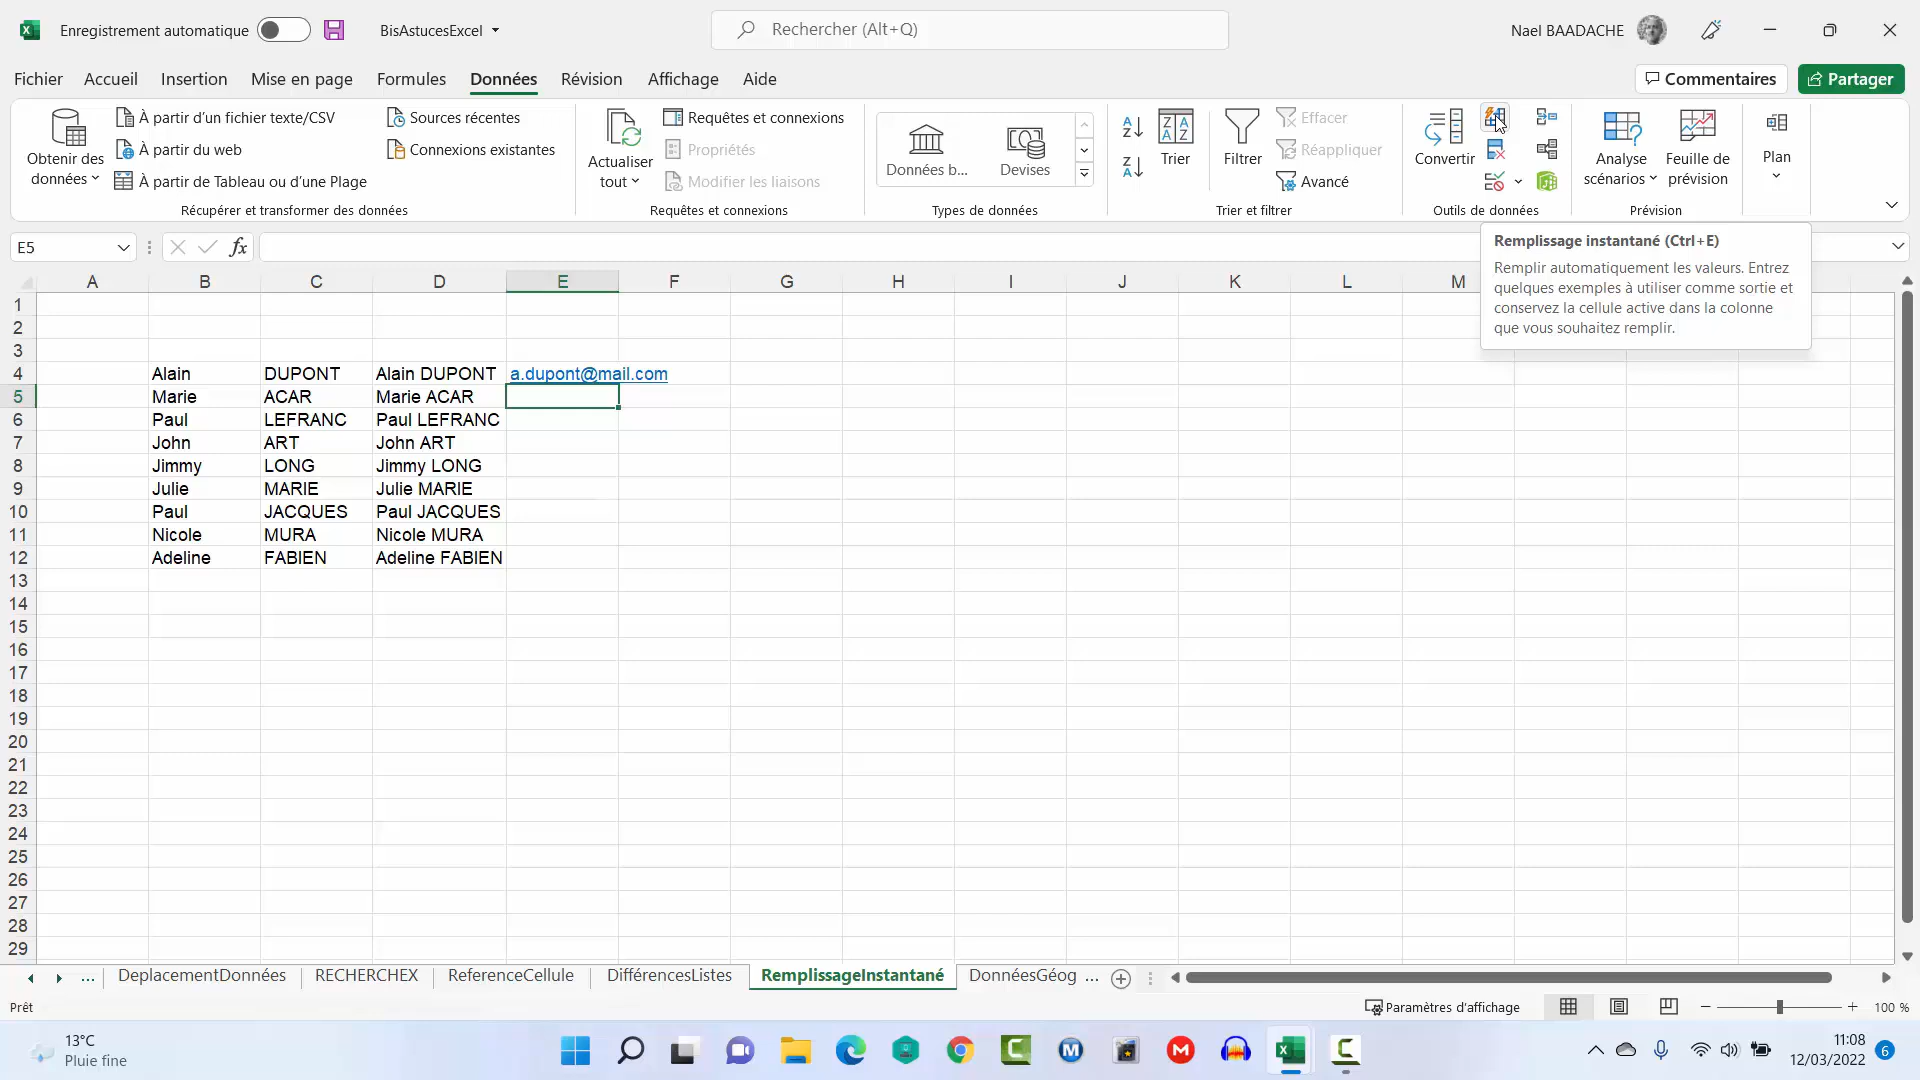 Enregistrement automatique
BisAstucesExcel
Rechercher (Alt+Q)
Nael BAADACHE
Fichier Accueil Insertion Mise en page Formules Données Révision Affichage Aide
Commentaires
Partager
Obtenir des données
À partir d'un fichier texte/CSV
À partir du web
À partir de Tableau ou d'une Plage
Sources récentes
Connexions existantes
Récupérer et transformer des données
Actualiser tout
Requêtes et connexions
Propriétés
Modifier les liaisons
Requêtes et connexions
Données b...
Devises
Types de données
Trier
Filtrer
Effacer
Réappliquer
Avancé
Trier et filtrer
Convertir
Outils de données
Analyse scénarios
Feuille de prévision
Prévision
Plan
E5
fx
Remplissage instantané (Ctrl+E)
Remplir automatiquement les valeurs. Entrez
quelques exemples à utiliser comme sortie et
conservez la cellule active dans la colonne
que vous souhaitez remplir.
A B C D E F G H I J K L M
1
2
3
4 Alain DUPONT Alain DUPONT a.dupont@mail.com
5 Marie ACAR Marie ACAR
6 Paul LEFRANC Paul LEFRANC
7 John ART John ART
8 Jimmy LONG Jimmy LONG
9 Julie MARIE Julie MARIE
10 Paul JACQUES Paul JACQUES
11 Nicole MURA Nicole MURA
12 Adeline FABIEN Adeline FABIEN
13
14
15
16
17
18
19
20
21
22
23
24
25
26
27
28
29
... DeplacementDonnées RECHERCHEX ReferenceCellule DifférencesListes RemplissageInstantané DonnéesGéog ...
Prêt
Paramètres d'affichage
100 %
13°C
Pluie fine
11:08
12/03/2022
6